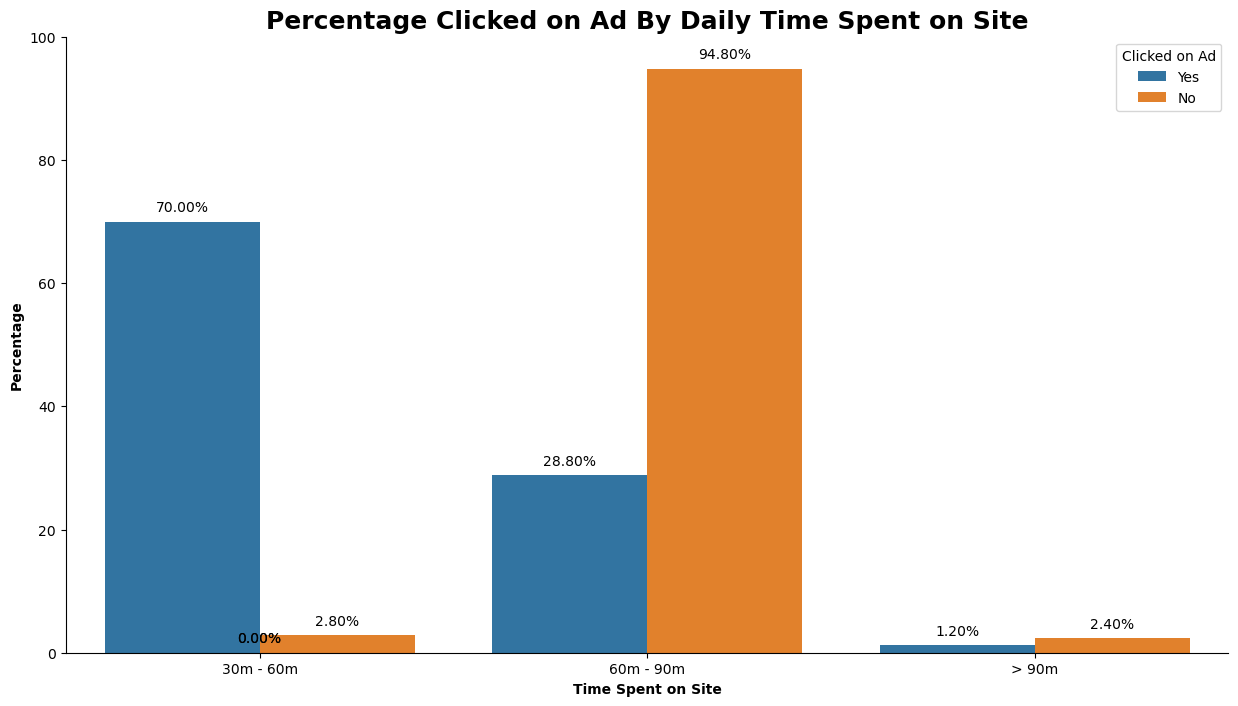 Percentage Clicked on Ad By Daily Time Spent on Site
100
80
60
40
20
0
Percentage
70.00%
0.00%
2.80%
28.80%
94.80%
1.20%
2.40%
Clicked on Ad
Yes
No
30m - 60m
60m - 90m
> 90m
Time Spent on Site